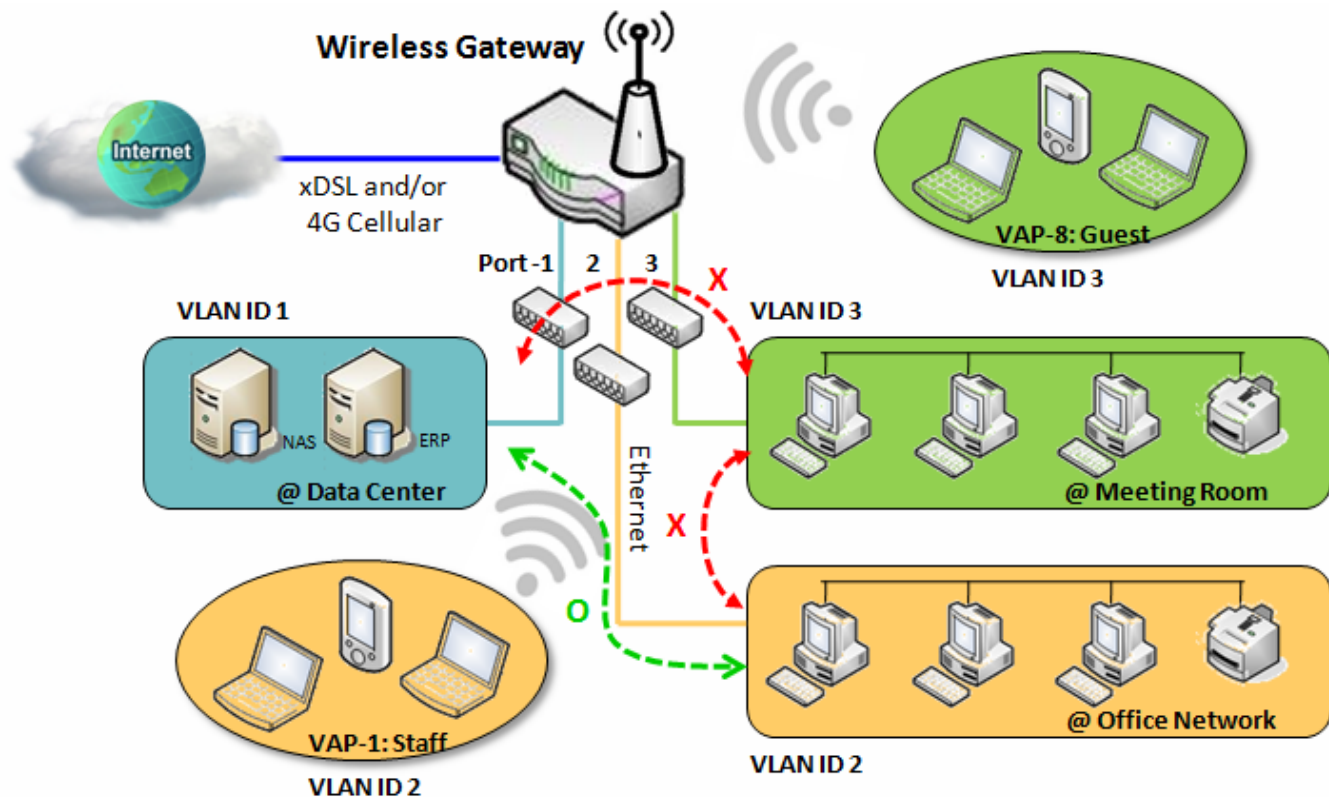 Wireless Gateway
Internet
xDSL and/or
4G Cellular
VAP-8: Guest
VLAN ID 3
Port -1
2
3
X
VLAN ID 1
VLAN ID 3
NAS
ERP
@ Data Center
Ethernet
@ Meeting Room
X
O
VAP-1: Staff
VLAN ID 2
@ Office Network
VLAN ID 2